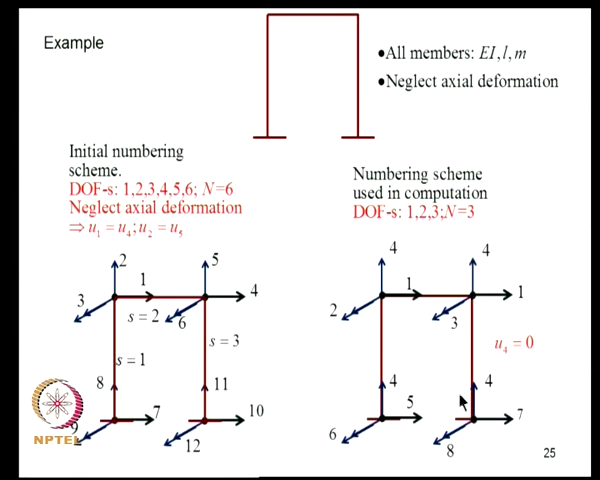 Example
•All members: EI, l, m
•Neglect axial deformation
Initial numbering
scheme.
DOF-s: 1,2,3,4,5,6; N=6
Neglect axial deformation
⇒ u₁ = u₄; u₂ = u₅
2
5
1
4
3
6
s = 2
s = 3
s = 1
8
11
7
10
9
12
Numbering scheme
used in computation
DOF-s: 1,2,3;N=3
4
4
1
1
2
3
u₄ = 0
4
4
5
7
6
8
NPTEL
25